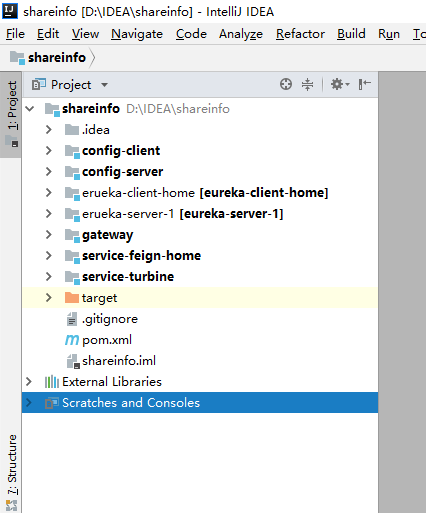 shareinfo [D:\IDEA\shareinfo] - IntelliJ IDEA
File Edit View Navigate Code Analyze Refactor Build Run To
shareinfo
1: Project
Project
shareinfo D:\IDEA\shareinfo
.idea
config-client
config-server
erueka-client-home [eureka-client-home]
erueka-server-1 [eureka-server-1]
gateway
service-feign-home
service-turbine
target
.gitignore
pom.xml
shareinfo.iml
External Libraries
Scratches and Consoles
7: Structure